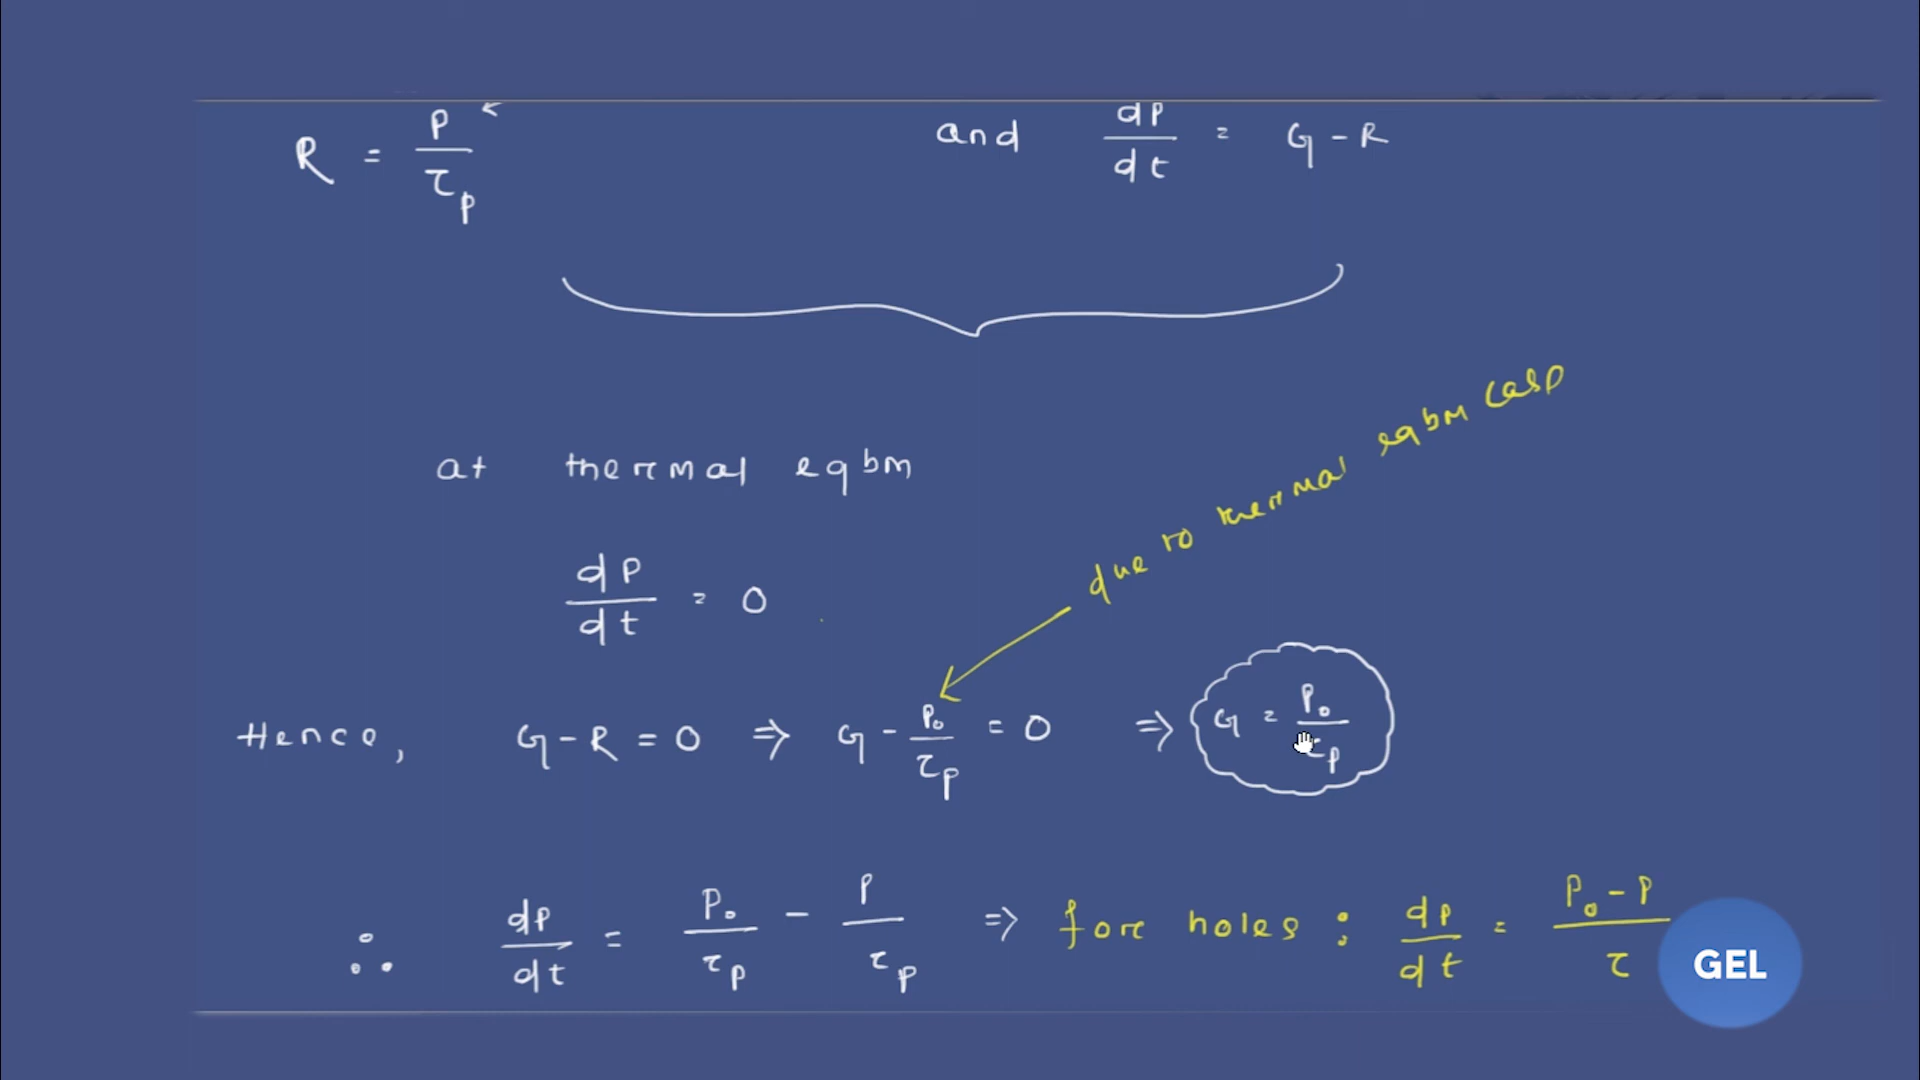 R = p/τp and dp/dt = G - R
at thermal eqbm
due to thermal eqbm case
dp/dt = 0
Hence, G - R = 0 ⇒ G - P₀/τp = 0 ⇒ G = P₀/τp
∴ dp/dt = P₀/τp - p/τp ⇒ for holes : dp/dt = P₀ - p/τ
GEL